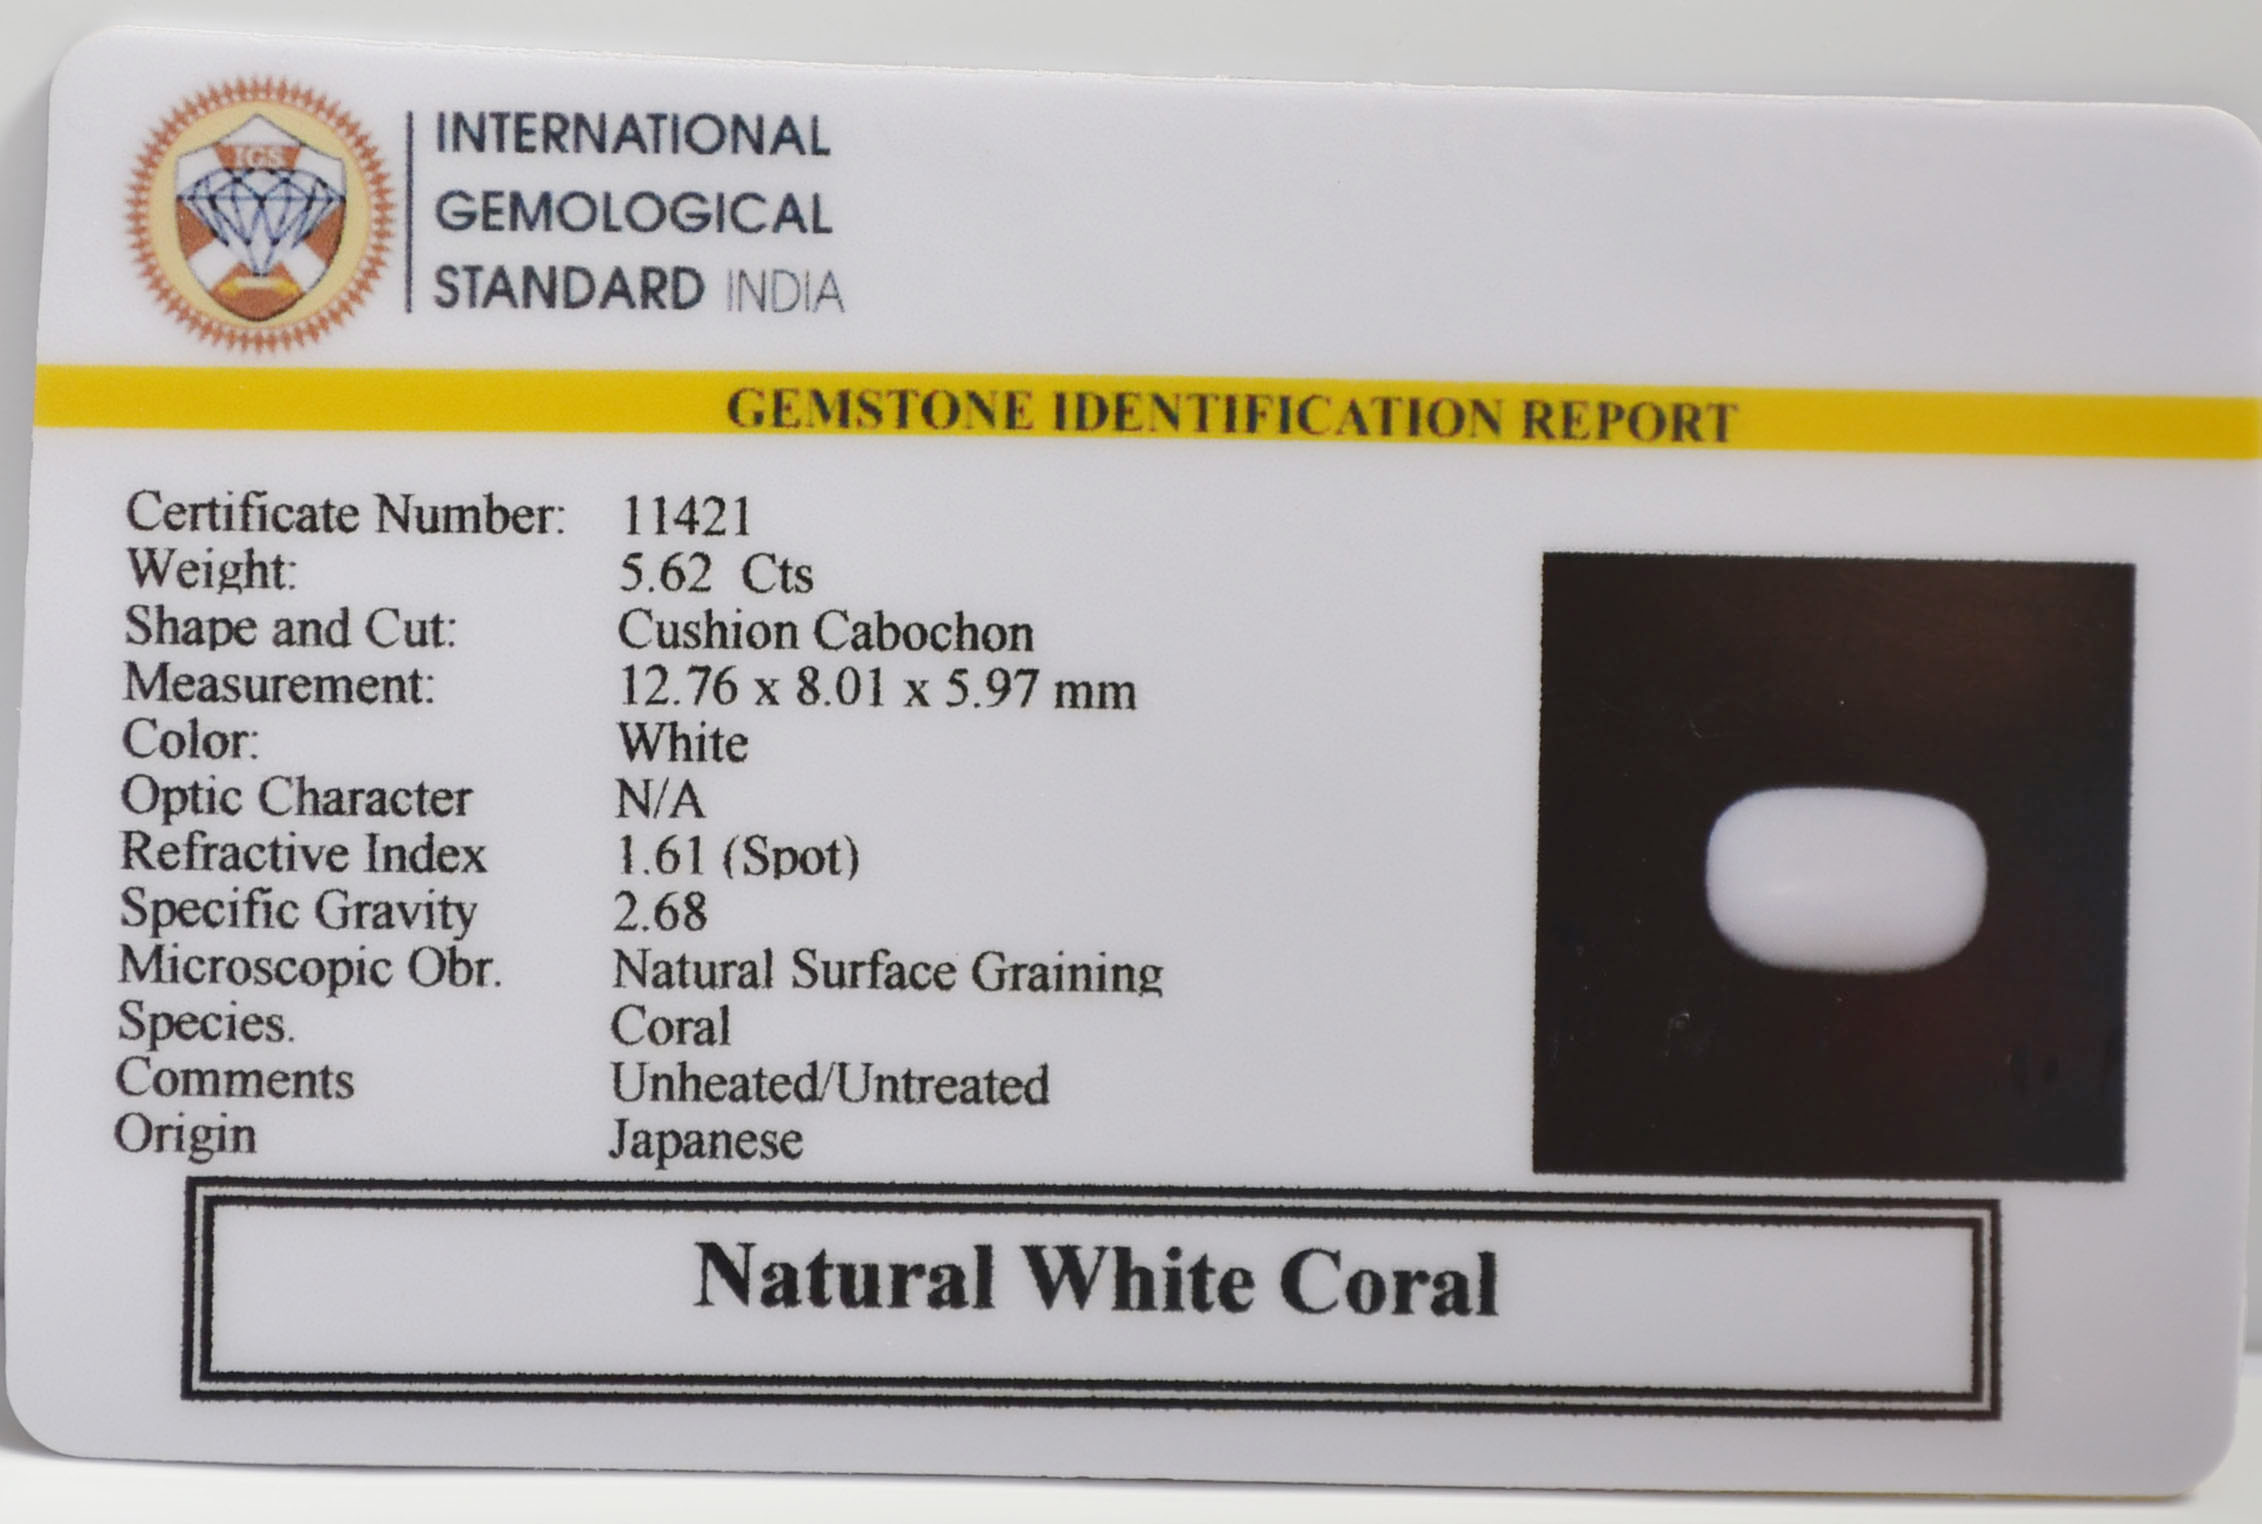 IGS
INTERNATIONAL
GEMOLOGICAL
STANDARD INDIA
GEMSTONE IDENTIFICATION REPORT
Certificate Number: 11421
Weight: 5.62 Cts
Shape and Cut: Cushion Cabochon
Measurement: 12.76 x 8.01 x 5.97 mm
Color: White
Optic Character N/A
Refractive Index 1.61 (Spot)
Specific Gravity 2.68
Microscopic Obr. Natural Surface Graining
Species. Coral
Comments Unheated/Untreated
Origin Japanese
Natural White Coral